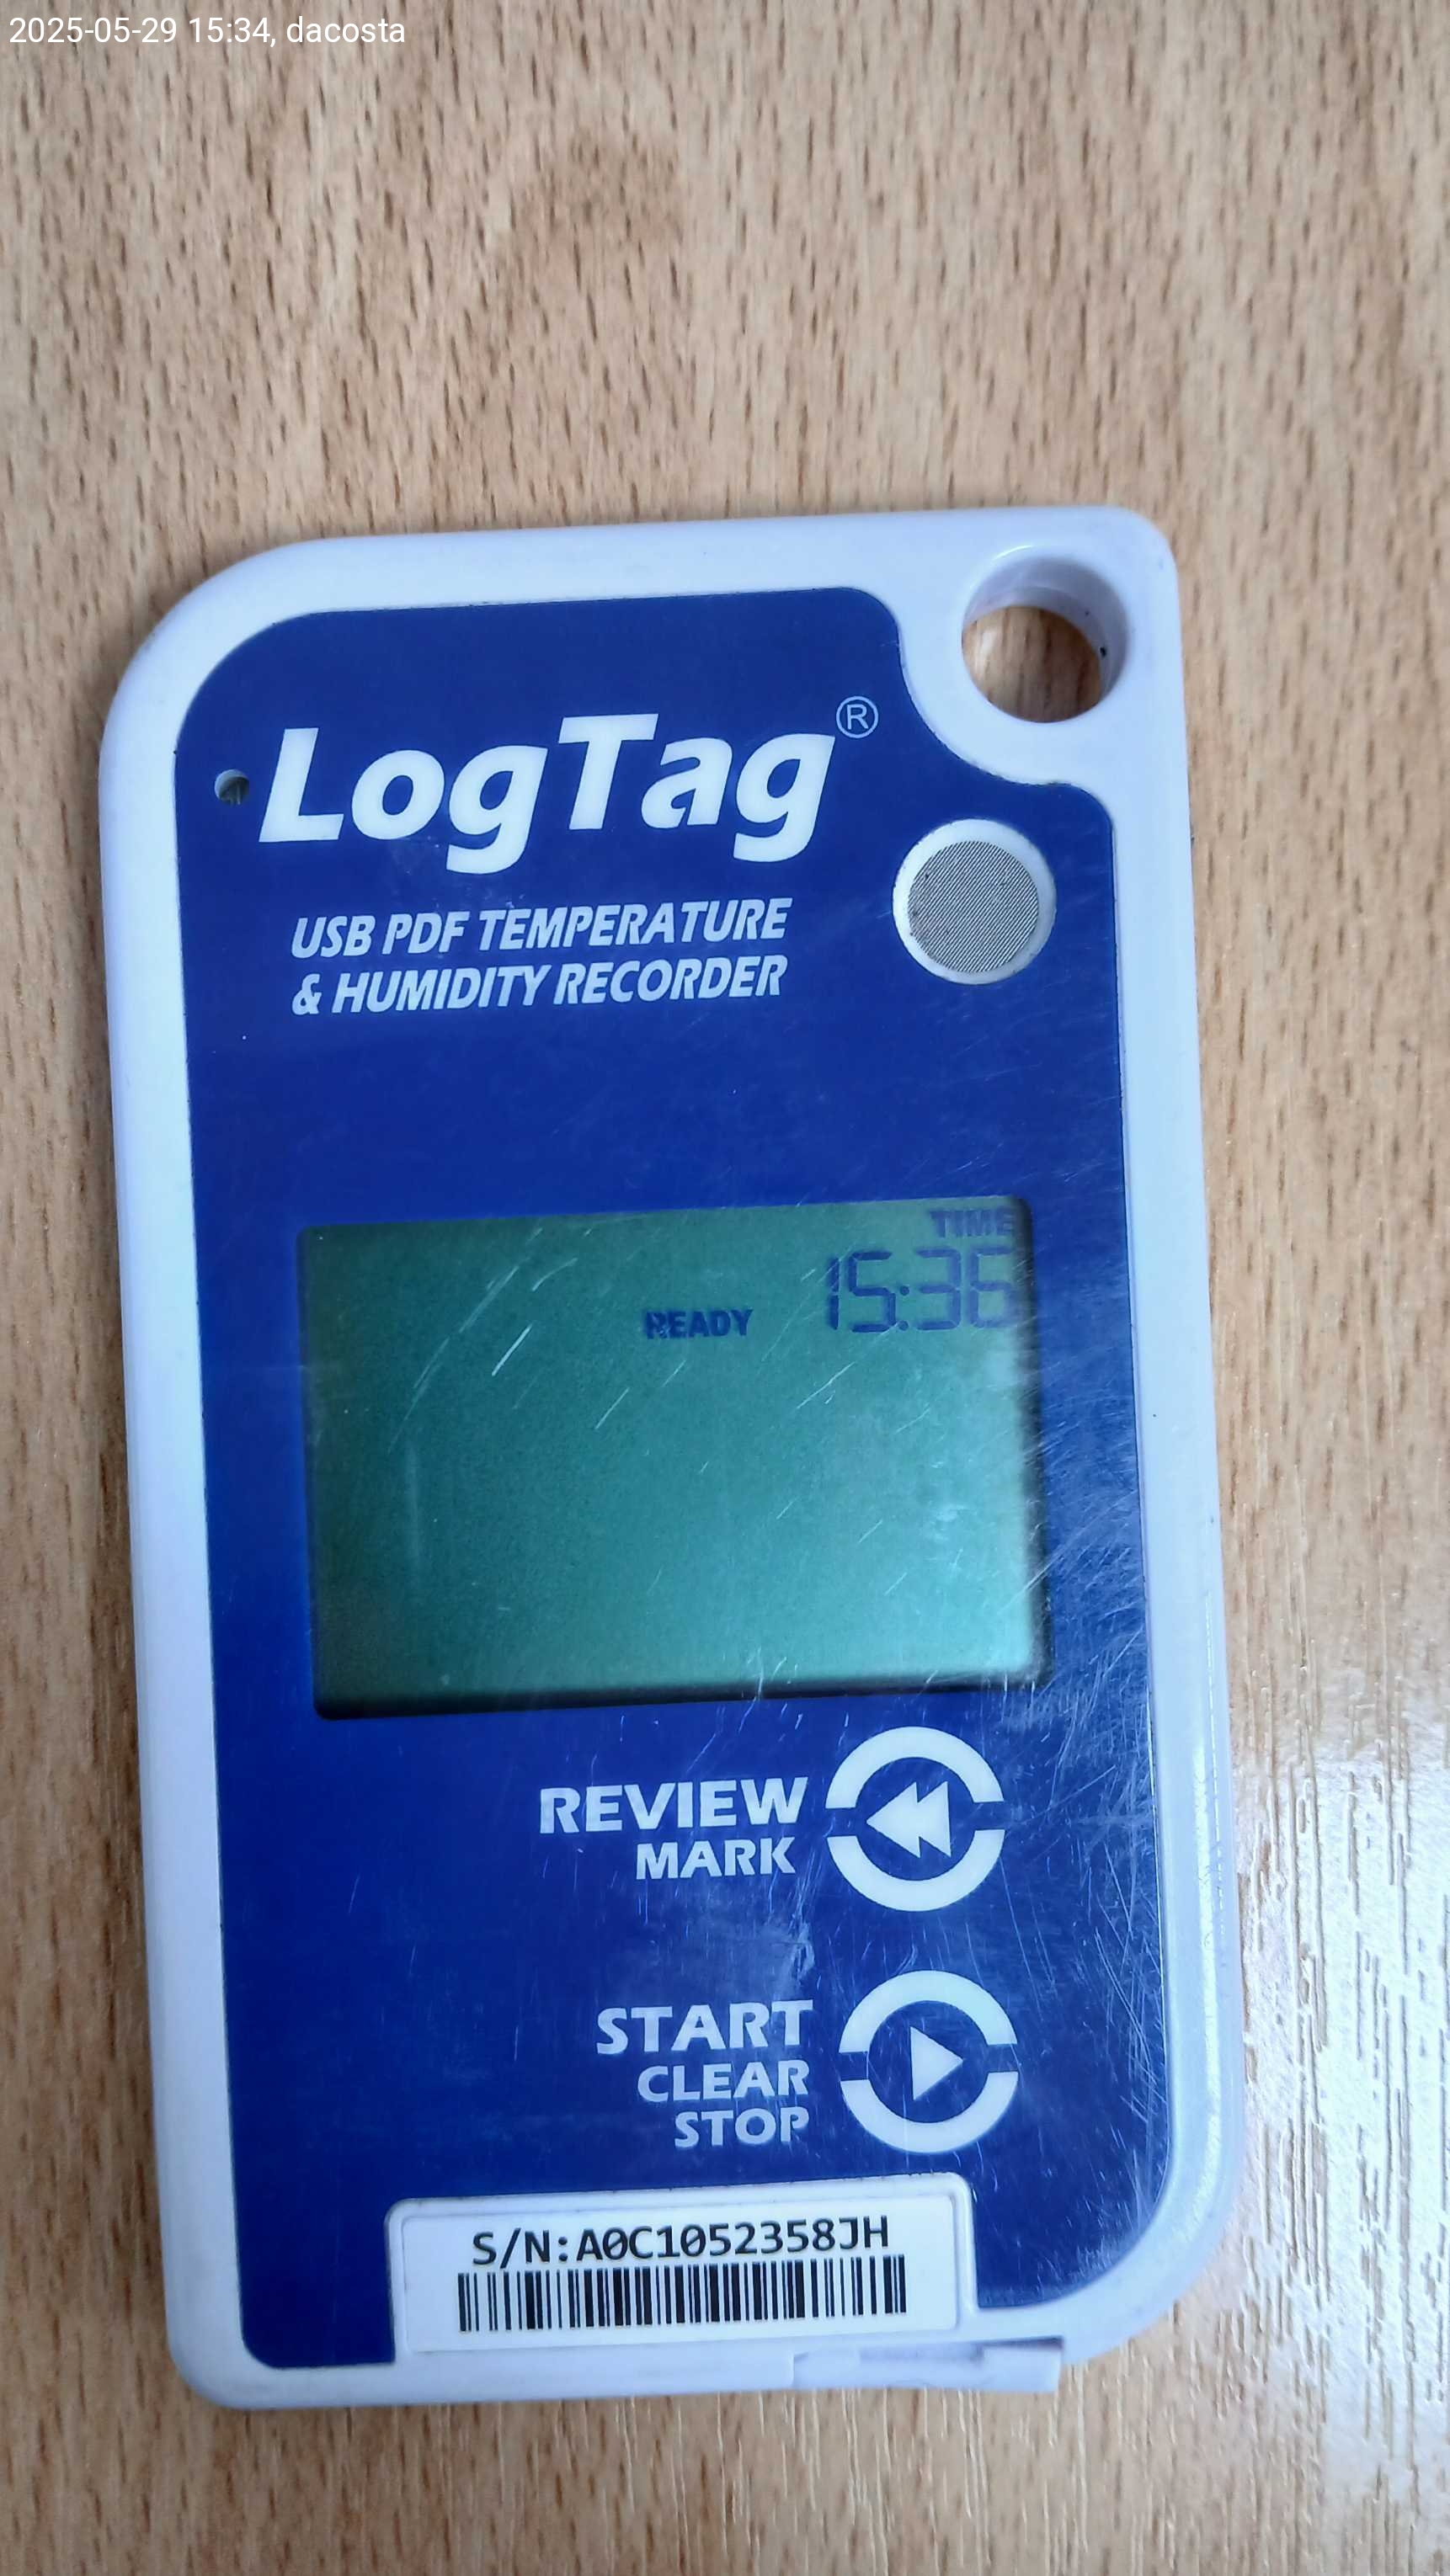 2025-05-29 15:34, dacosta
LogTag®
USB PDF TEMPERATURE
& HUMIDITY RECORDER
TIME
READY 15:36
REVIEW
MARK
START
CLEAR
STOP
S/N:A0C1052358JH